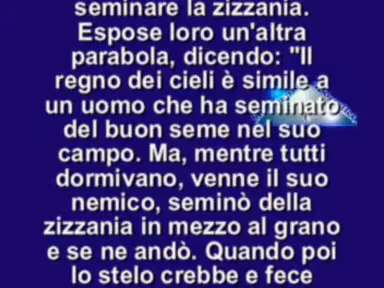 seminare la zizzania.
Espose loro un'altra
parabola, dicendo: "Il
regno dei cieli è simile a
un uomo che ha seminato
del buon seme nel suo
campo. Ma, mentre tutti
dormivano, venne il suo
nemico, seminò della
zizzania in mezzo al grano
e se ne andò. Quando poi
lo stelo crebbe e fece